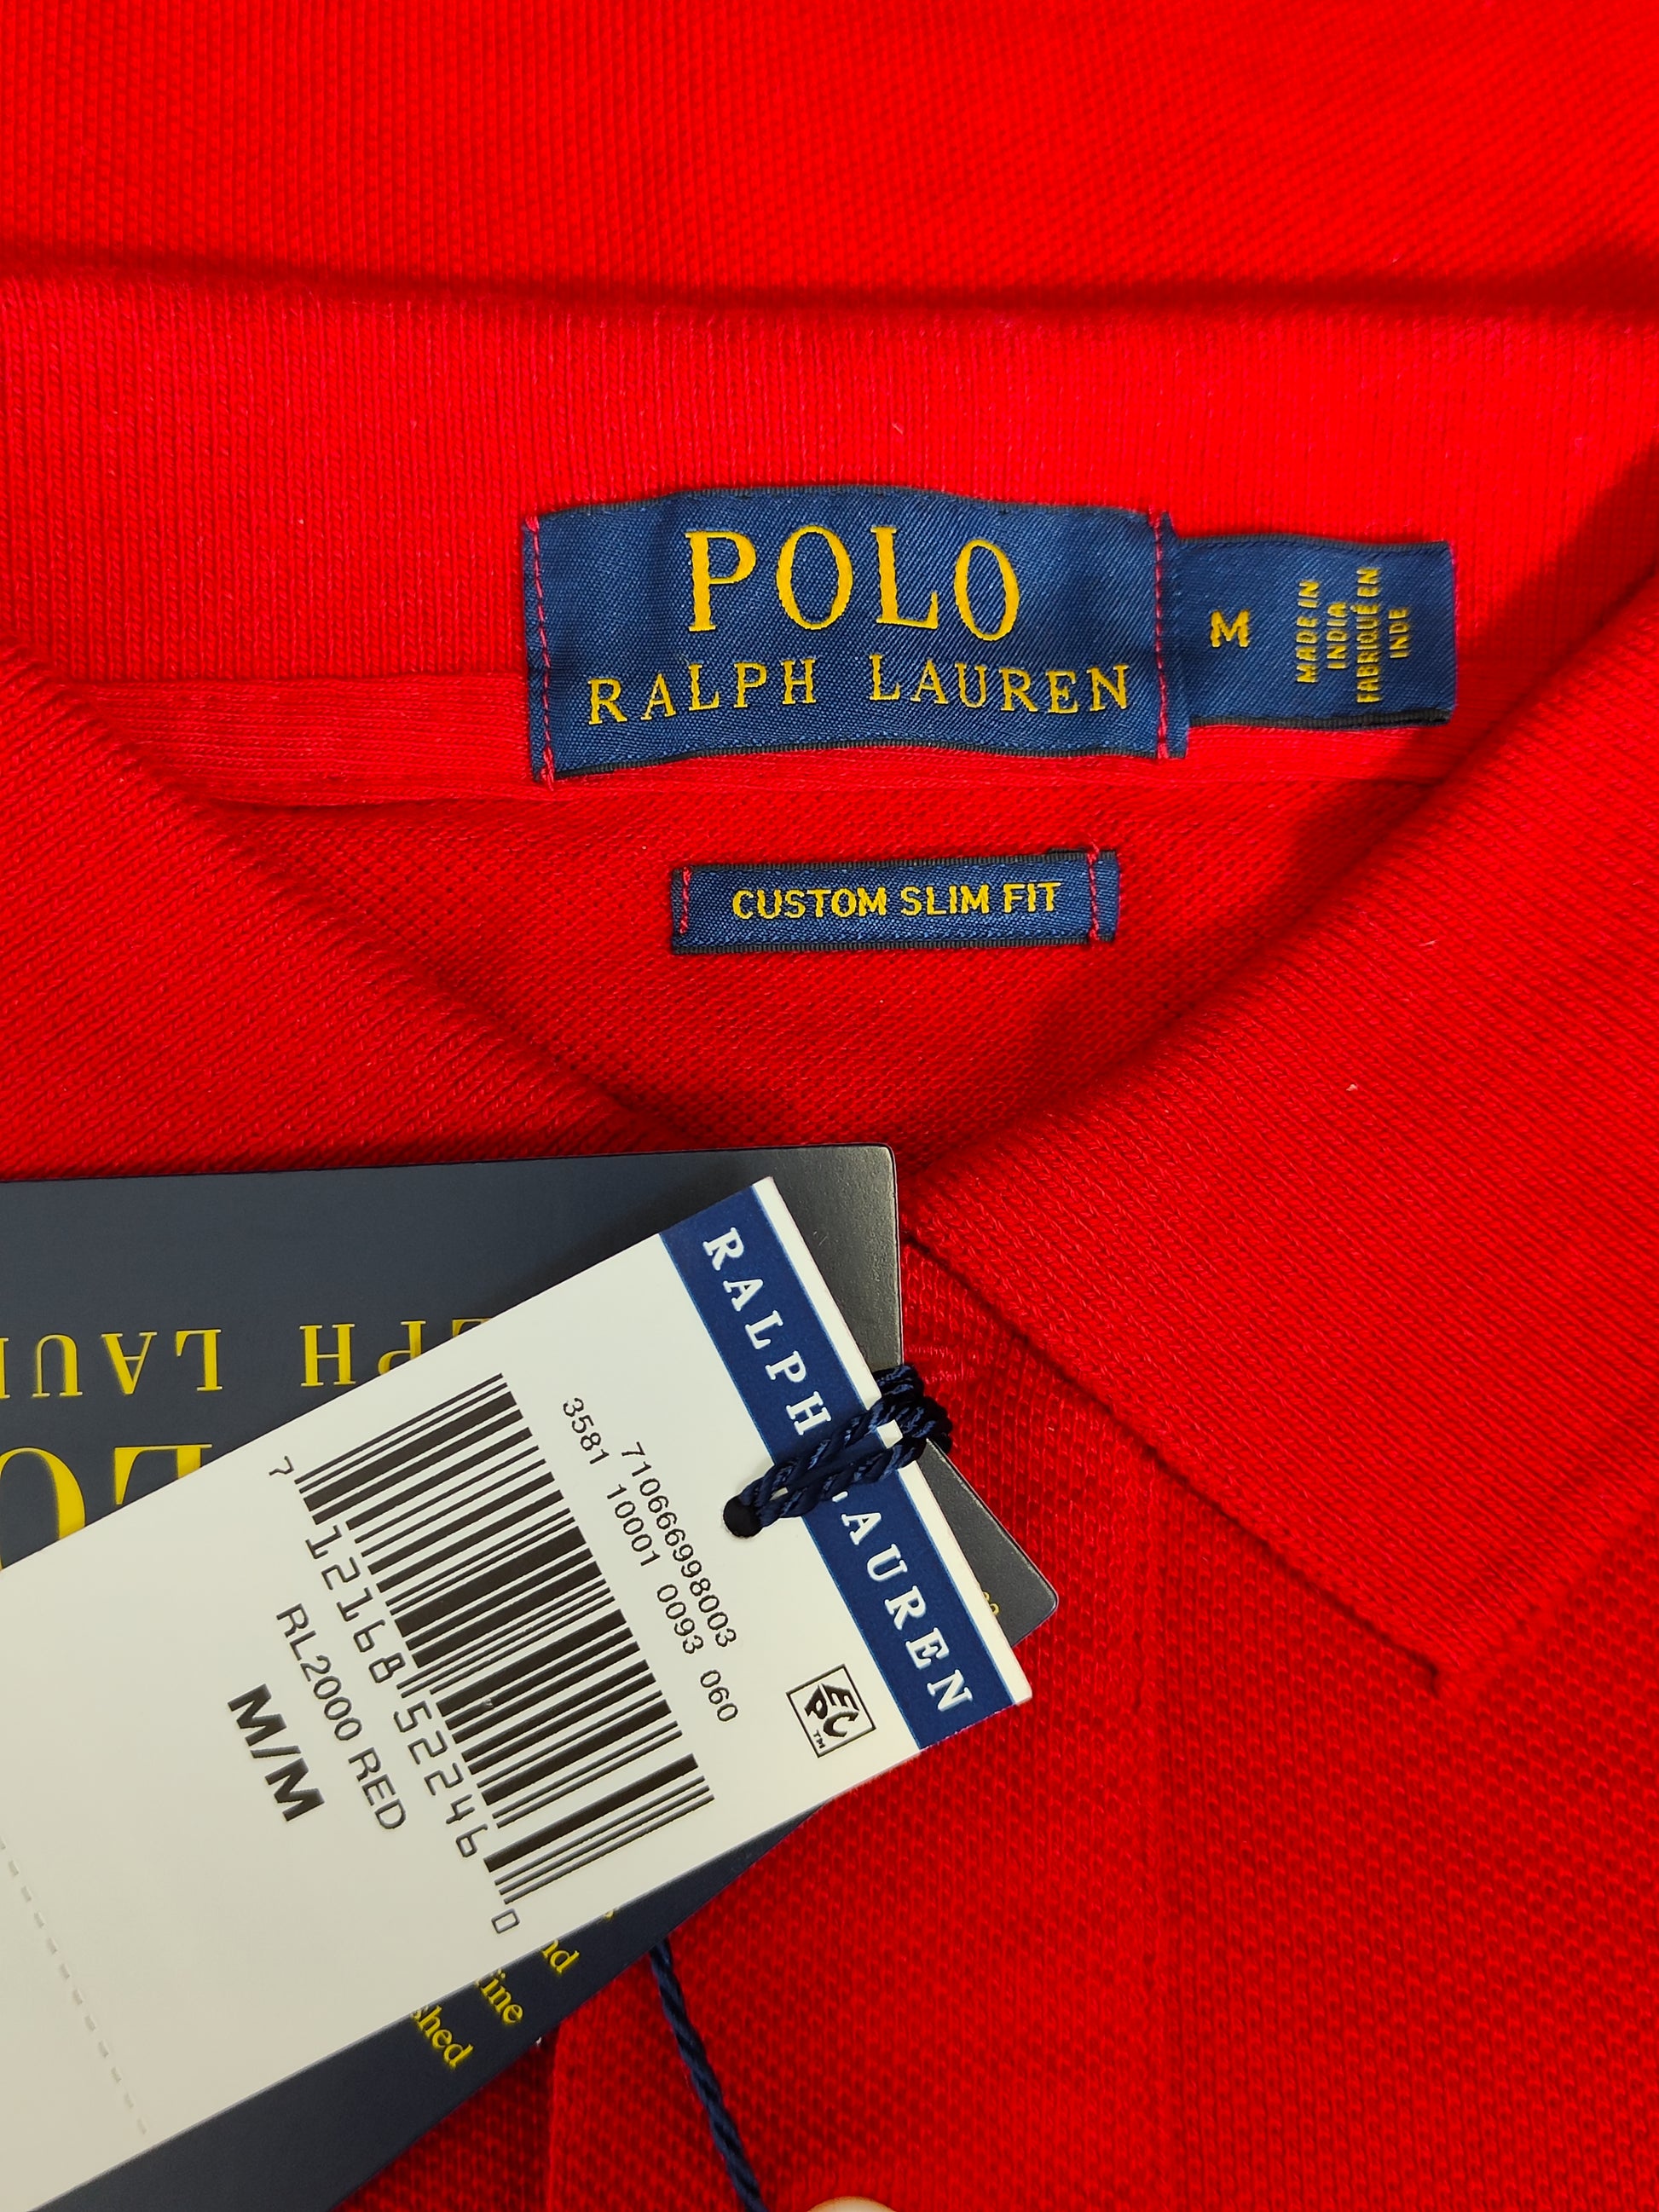 POLO
RALPH LAUREN
M
MADE IN
INDIA
FABRIQUÉ EN
INDE
CUSTOM SLIM FIT
RALPH LAUREN
EPC™
710666998003
3581 10001 0093 060
7 12168 52246 0
RL2000 RED
M/M